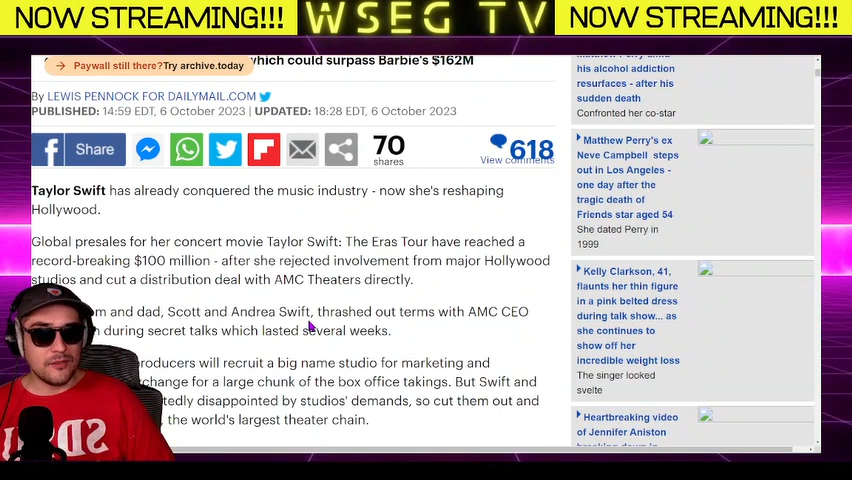 NOW STREAMING!!!
WSEG TV
NOW STREAMING!!!
which could surpass Barbie's $162M
Paywall still there? Try archive.today
By LEWIS PENNOCK FOR DAILYMAIL.COM
PUBLISHED: 14:59 EDT, 6 October 2023 | UPDATED: 18:28 EDT, 6 October 2023
f Share
70
shares
618
View comments
Taylor Swift has already conquered the music industry - now she's reshaping
Hollywood.
Global presales for her concert movie Taylor Swift: The Eras Tour have reached a
record-breaking $100 million - after she rejected involvement from major Hollywood
studios and cut a distribution deal with AMC Theaters directly.
and dad, Scott and Andrea Swift, thrashed out terms with AMC CEO
during secret talks which lasted several weeks.
producers will recruit a big name studio for marketing and
change for a large chunk of the box office takings. But Swift and
disappointed by studios' demands, so cut them out and
, the world's largest theater chain.
his alcohol addiction
resurfaces - after his
sudden death
Confronted her co-star
Matthew Perry's ex
Neve Campbell steps
out in Los Angeles -
one day after the
tragic death of
Friends star aged 54
She dated Perry in
1999
Kelly Clarkson, 41,
flaunts her thin figure
in a pink belted dress
during talk show... as
she continues to
show off her
incredible weight loss
The singer looked
svelte
Heartbreaking video
of Jennifer Aniston